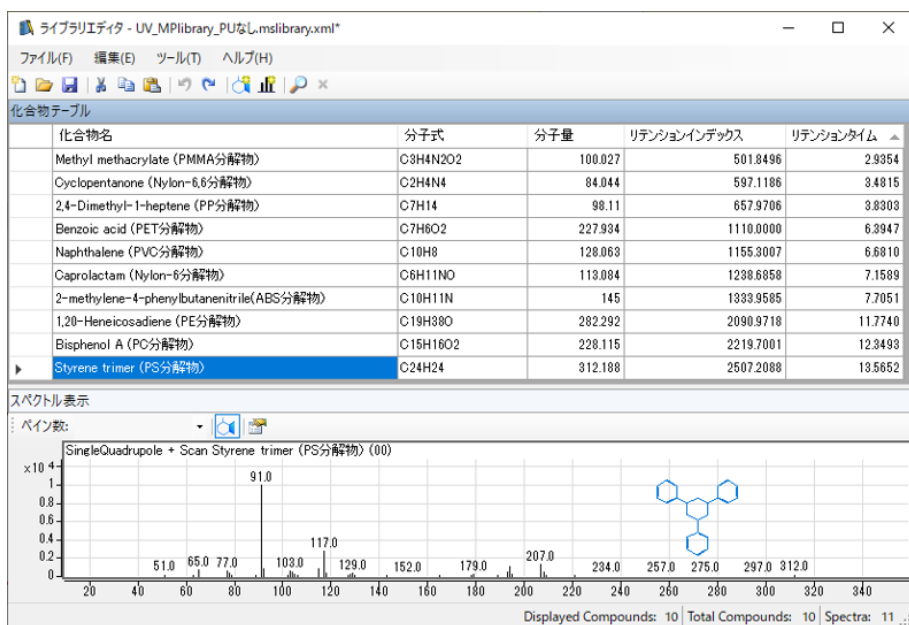 ライブラリエディタ - UV_MPlibrary_PUなし.mslibrary.xml*
ファイル(F) 編集(E) ツール(T) ヘルプ(H)
化合物テーブル
化合物名 分子式 分子量 リテンションインデックス リテンションタイム
Methyl methacrylate (PMMA分解物) C3H4N2O2 100.027 501.8496 2.9354
Cyclopentanone (Nylon-6,6分解物) C2H4N4 84.044 597.1186 3.4815
2,4-Dimethyl-1-heptene (PP分解物) C7H14 98.11 657.9706 3.8303
Benzoic acid (PET分解物) C7H6O2 227.934 1110.0000 6.3947
Naphthalene (PVC分解物) C10H8 128.063 1155.3007 6.6810
Caprolactam (Nylon-6分解物) C6H11NO 113.084 1238.6858 7.1589
2-methylene-4-phenylbutanenitrile(ABS分解物) C10H11N 145 1333.9585 7.7051
1,20-Heneicosadiene (PE分解物) C19H38O 282.292 2090.9718 11.7740
Bisphenol A (PC分解物) C15H16O2 228.115 2219.7001 12.3493
Styrene trimer (PS分解物) C24H24 312.188 2507.2088 13.5652
スペクトル表示
ペイン数:
SingleQuadrupole + Scan Styrene trimer (PS分解物) (00)
×10 4
1
0.8
0.6
0.4
0.2
0
91.0
117.0
51.0 65.0 77.0 103.0 129.0 152.0 179.0 207.0 234.0 257.0 275.0 297.0 312.0
20 40 60 80 100 120 140 160 180 200 220 240 260 280 300 320 340
Displayed Compounds: 10 Total Compounds: 10 Spectra: 11